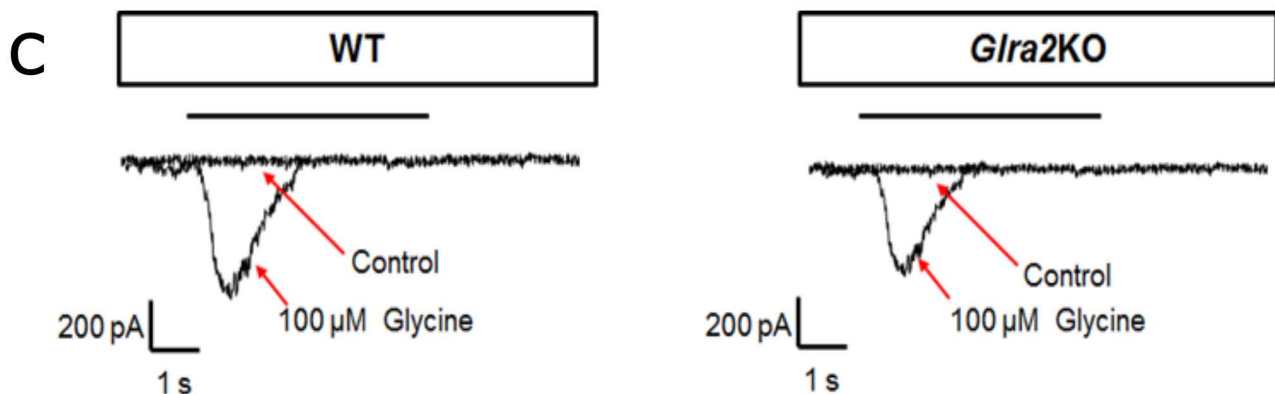 C
WT
Glra2KO
Control
100 µM Glycine
200 pA
1 s
Control
100 µM Glycine
200 pA
1 s